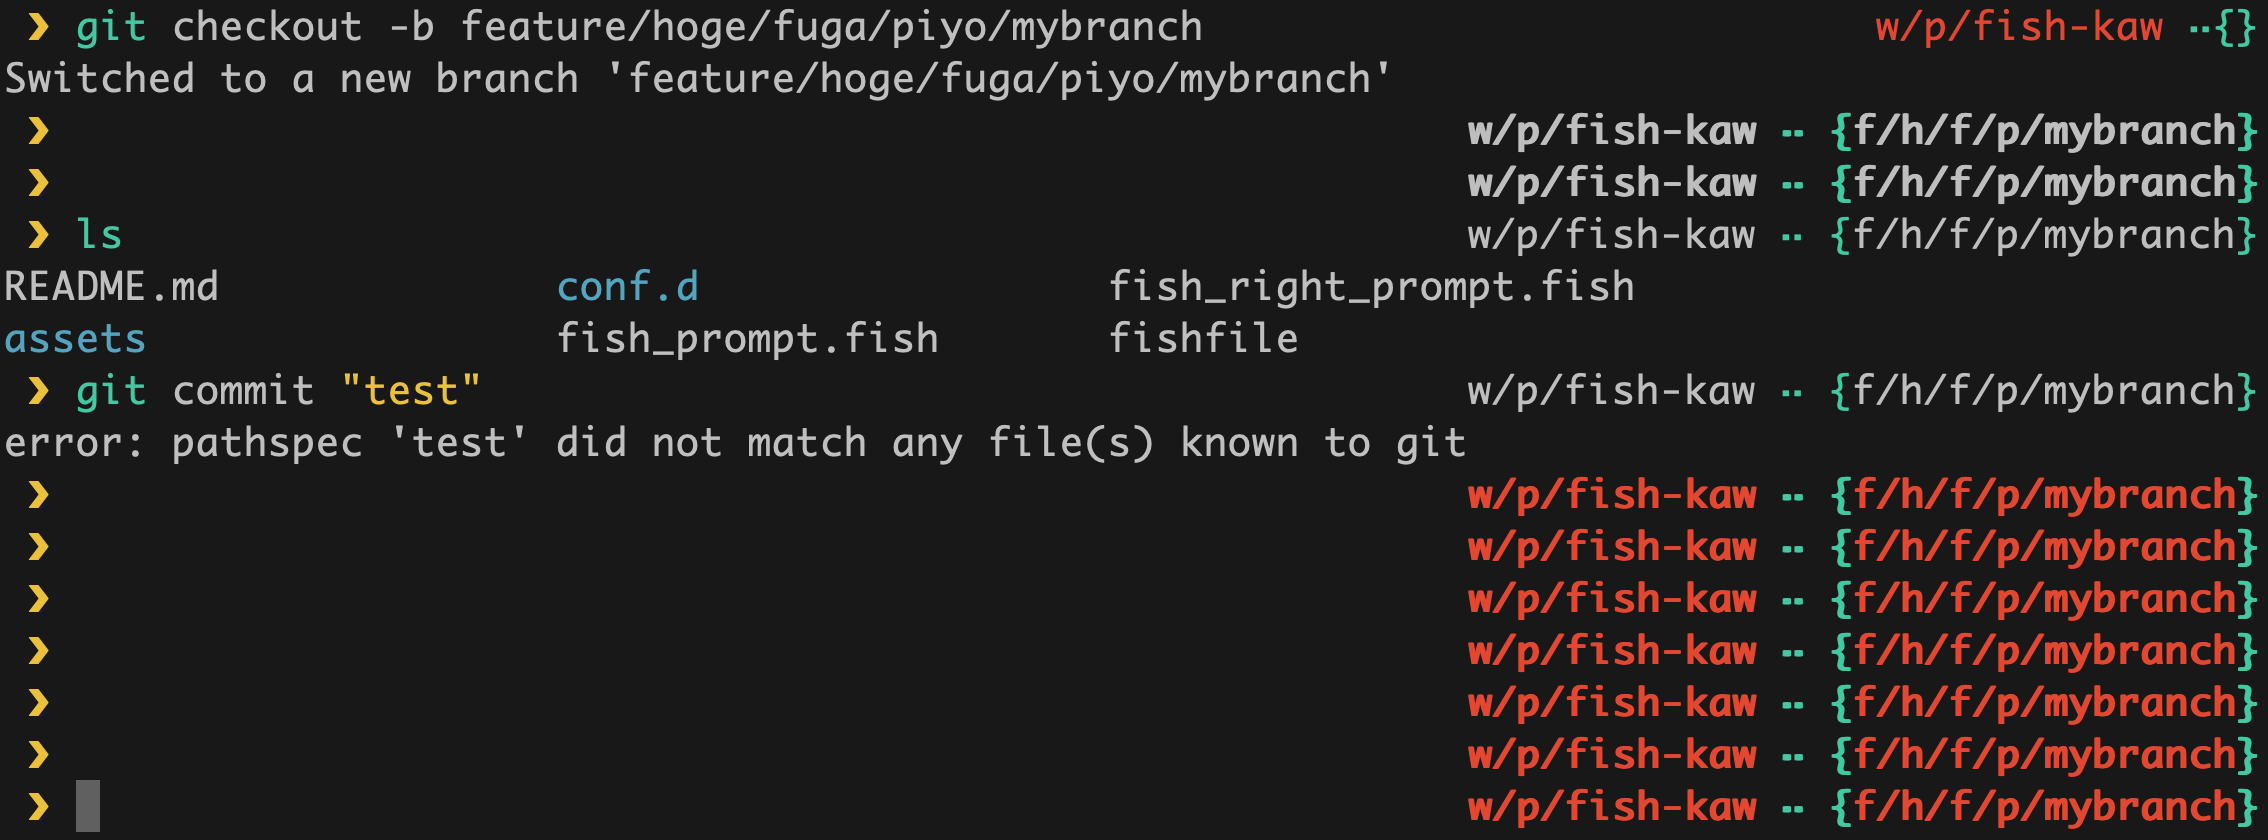 ❯ git checkout -b feature/hoge/fuga/piyo/mybranch w/p/fish-kaw ··{}
Switched to a new branch 'feature/hoge/fuga/piyo/mybranch'
❯ w/p/fish-kaw ·· {f/h/f/p/mybranch}
❯ w/p/fish-kaw ·· {f/h/f/p/mybranch}
❯ ls w/p/fish-kaw ·· {f/h/f/p/mybranch}
README.md conf.d fish_right_prompt.fish
assets fish_prompt.fish fishfile
❯ git commit "test" w/p/fish-kaw ·· {f/h/f/p/mybranch}
error: pathspec 'test' did not match any file(s) known to git
❯ w/p/fish-kaw ·· {f/h/f/p/mybranch}
❯ w/p/fish-kaw ·· {f/h/f/p/mybranch}
❯ w/p/fish-kaw ·· {f/h/f/p/mybranch}
❯ w/p/fish-kaw ·· {f/h/f/p/mybranch}
❯ w/p/fish-kaw ·· {f/h/f/p/mybranch}
❯ w/p/fish-kaw ·· {f/h/f/p/mybranch}
❯ w/p/fish-kaw ·· {f/h/f/p/mybranch}